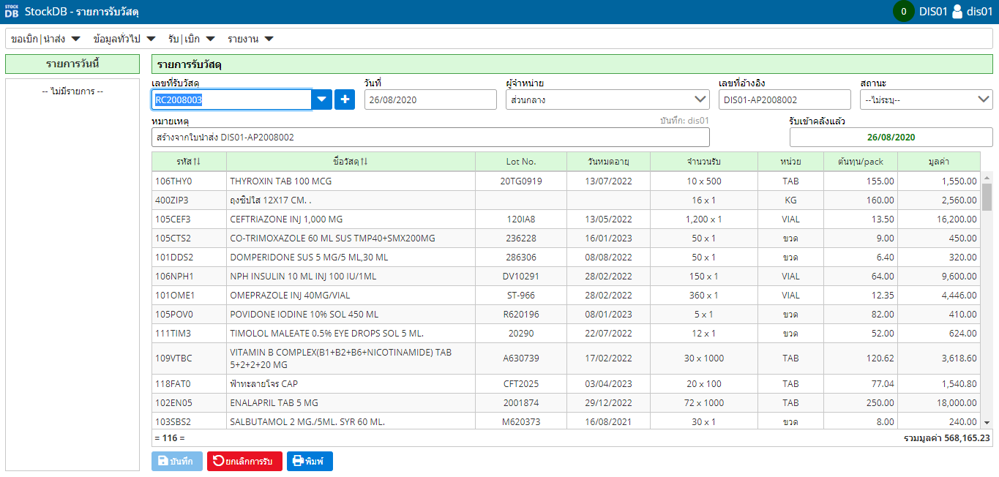 STOCK DB StockDB - รายการรับวัสดุ 0 DIS01 dis01
ขอเบิก|นำส่ง ข้อมูลทั่วไป รับ|เบิก รายงาน
รายการวันนี้
-- ไม่มีรายการ --
รายการรับวัสดุ
เลขที่รับวัสดุ วันที่ ผู้จำหน่าย เลขที่อ้างอิง สถานะ
RC2008003 26/08/2020 ส่วนกลาง DIS01-AP2008002 --ไม่ระบุ--
หมายเหตุ บันทึก: dis01 รับเข้าคลังแล้ว
สร้างจากใบนำส่ง DIS01-AP2008002 26/08/2020
รหัส↑↓ ชื่อวัสดุ↑↓ Lot No. วันหมดอายุ จำนวนรับ หน่วย ต้นทุน/pack มูลค่า
106THY0 THYROXIN TAB 100 MCG 20TG0919 13/07/2022 10 x 500 TAB 155.00 1,550.00
400ZIP3 ถุงซิปใส 12X17 CM. . 16 x 1 KG 160.00 2,560.00
105CEF3 CEFTRIAZONE INJ 1,000 MG 120IA8 13/05/2022 1,200 x 1 VIAL 13.50 16,200.00
105CTS2 CO-TRIMOXAZOLE 60 ML SUS TMP40+SMX200MG 236228 16/01/2023 50 x 1 ขวด 9.00 450.00
101DDS2 DOMPERIDONE SUS 5 MG/5 ML,30 ML 286306 08/08/2022 50 x 1 ขวด 6.40 320.00
106NPH1 NPH INSULIN 10 ML INJ 100 IU/1ML DV10291 28/02/2022 150 x 1 VIAL 64.00 9,600.00
101OME1 OMEPRAZOLE INJ 40MG/VIAL ST-966 28/02/2022 360 x 1 VIAL 12.35 4,446.00
105POV0 POVIDONE IODINE 10% SOL 450 ML R620196 08/01/2023 5 x 1 ขวด 82.00 410.00
111TIM3 TIMOLOL MALEATE 0.5% EYE DROPS SOL 5 ML. 20290 22/07/2022 12 x 1 ขวด 52.00 624.00
109VTBC VITAMIN B COMPLEX(B1+B2+B6+NICOTINAMIDE) TAB 5+2+2+20 MG A630739 17/02/2022 30 x 1000 TAB 120.62 3,618.60
118FAT0 ฟ้าทะลายโจร CAP CFT2025 03/04/2023 20 x 100 TAB 77.04 1,540.80
102EN05 ENALAPRIL TAB 5 MG 2001874 29/12/2022 72 x 1000 TAB 250.00 18,000.00
103SBS2 SALBUTAMOL 2 MG./5ML. SYR 60 ML. M620373 16/08/2021 30 x 1 ขวด 8.00 240.00
= 116 = รวมมูลค่า 568,165.23
บันทึก ยกเลิกการรับ พิมพ์